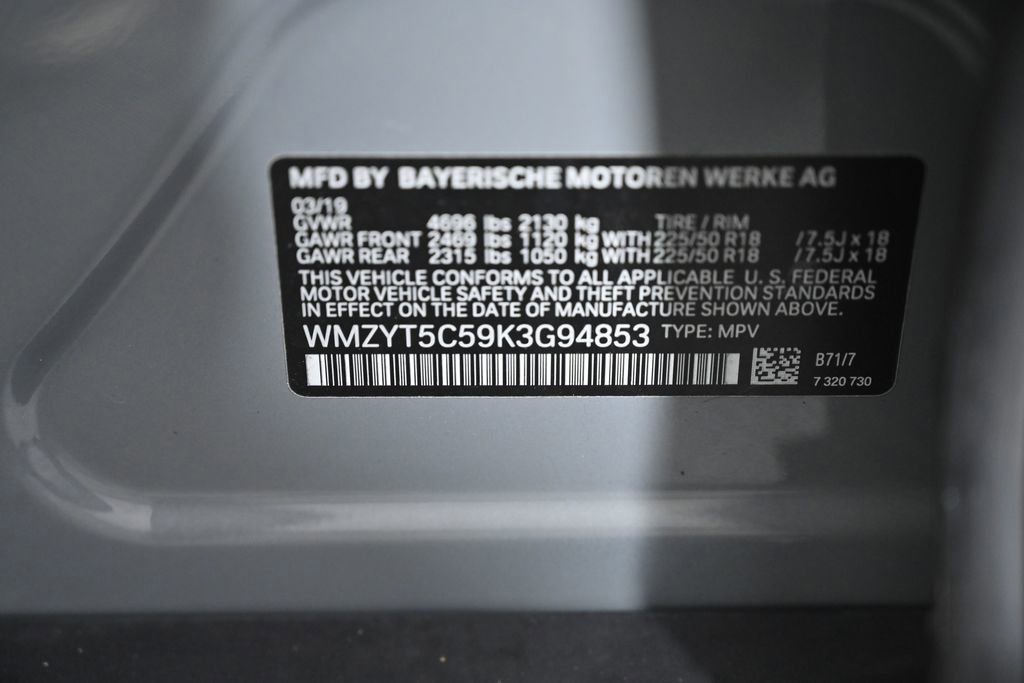 MFD BY BAYERISCHE MOTOREN WERKE AG
03/19
GVWR 4696 lbs 2130 kg TIRE / RIM
GAWR FRONT 2469 lbs 1120 kg WITH 225/50 R18 /7.5J x 18
GAWR REAR 2315 lbs 1050 kg WITH 225/50 R18 /7.5J x 18
THIS VEHICLE CONFORMS TO ALL APPLICABLE U.S. FEDERAL
MOTOR VEHICLE SAFETY AND THEFT PREVENTION STANDARDS
IN EFFECT ON THE DATE OF MANUFACTURE SHOWN ABOVE.
WMZYT5C59K3G94853 TYPE: MPV
B71/7
7 320 730